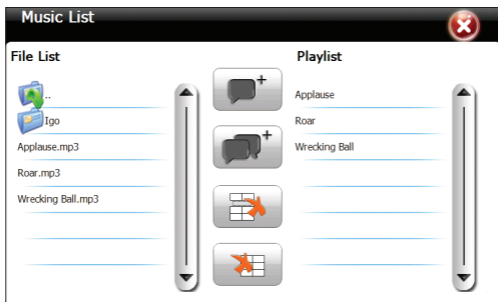 Music List
File List
..
Igo
Applause.mp3
Roar.mp3
Wrecking Ball.mp3
Playlist
Applause
Roar
Wrecking Ball